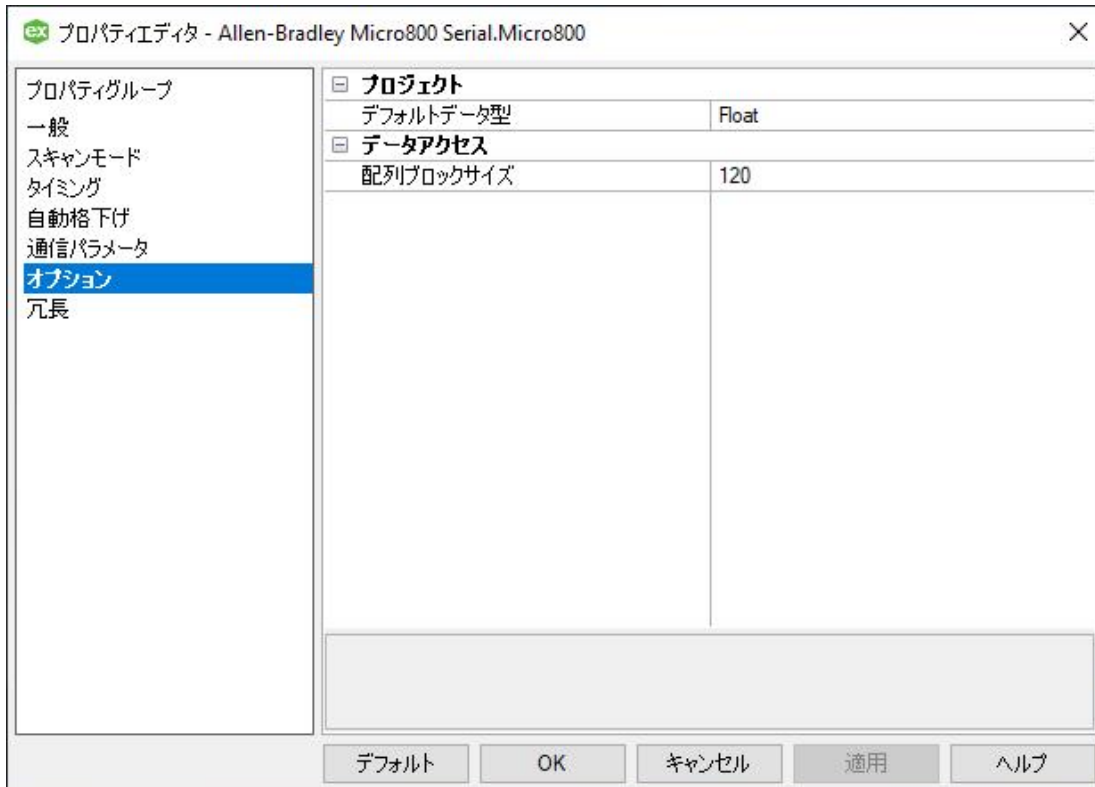 プロパティエディタ - Allen-Bradley Micro800 Serial.Micro800
プロパティグループ
一般
スキャンモード
タイミング
自動格下げ
通信パラメータ
オプション
冗長
プロジェクト
デフォルトデータ型 Float
データアクセス
配列ブロックサイズ 120
デフォルト OK キャンセル 適用 ヘルプ